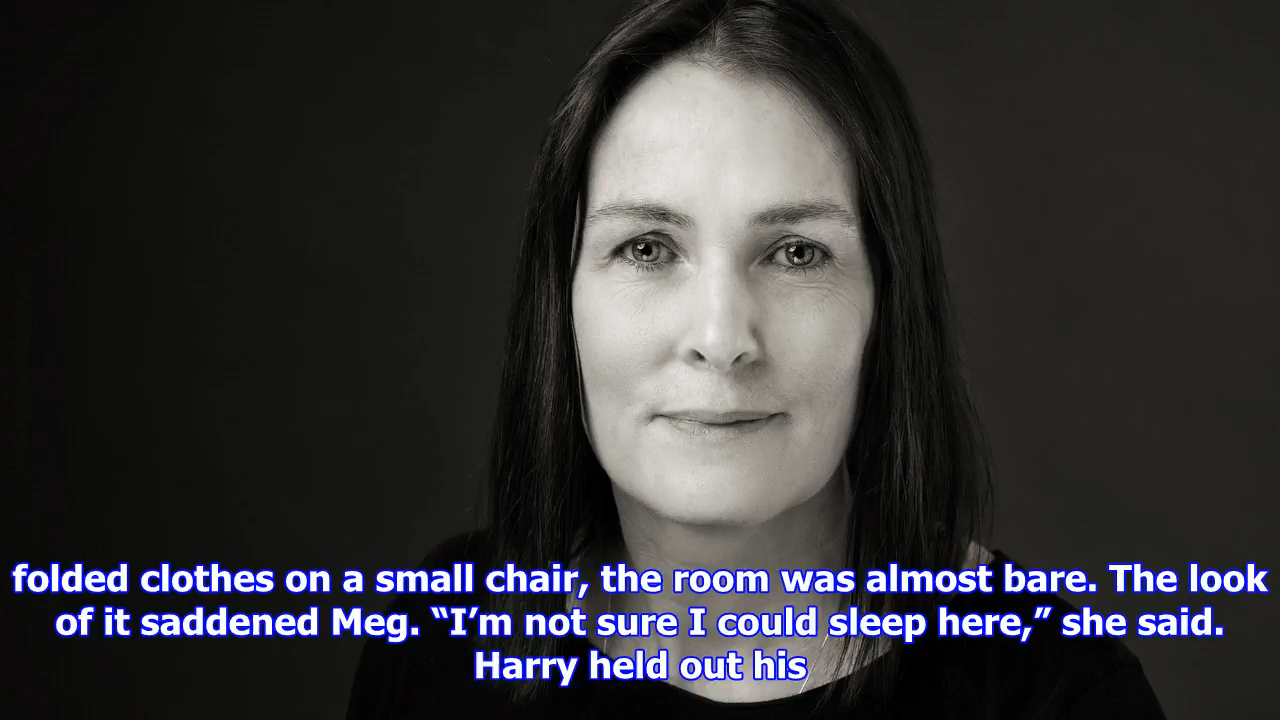 folded clothes on a small chair, the room was almost bare. The look
of it saddened Meg. “I’m not sure I could sleep here,” she said.
Harry held out his